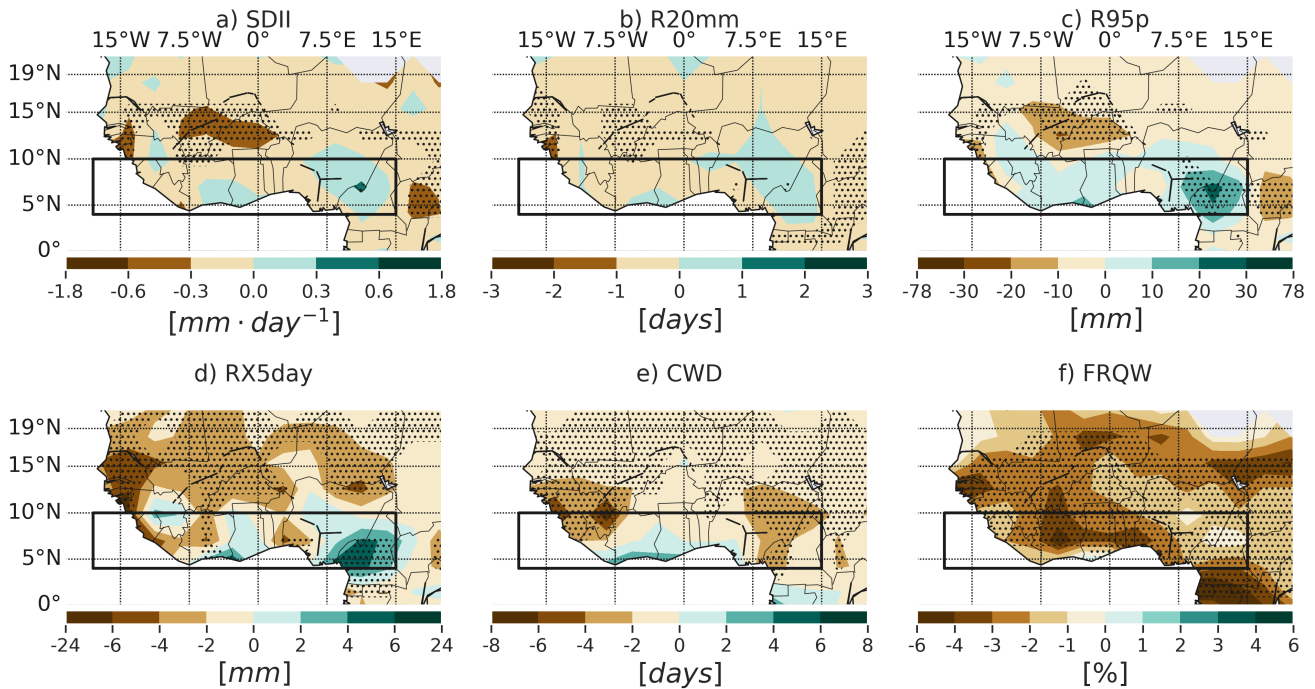 a) SDII
b) R20mm
c) R95p
15°W 7.5°W 0° 7.5°E 15°E
15°W 7.5°W 0° 7.5°E 15°E
15°W 7.5°W 0° 7.5°E 15°E
19°N
15°N
10°N
5°N
0°
-1.8 -0.6 -0.3 0.0 0.3 0.6 1.8
-3 -2 -1 0 1 2 3
-78 -30 -20 -10 0 10 20 30 78
[mm · day⁻¹]
[days]
[mm]
d) RX5day
e) CWD
f) FRQW
19°N
15°N
10°N
5°N
0°
-24 -6 -4 -2 0 2 4 6 24
-8 -6 -4 -2 0 2 4 6 8
-6 -4 -3 -2 -1 0 1 2 3 4 6
[mm]
[days]
[%]